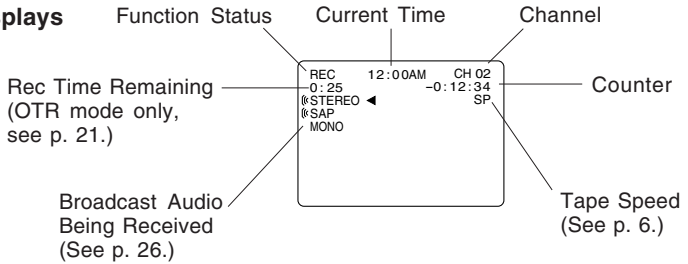 splays
Function Status
Current Time
Channel
Rec Time Remaining
(OTR mode only,
see p. 21.)
REC 12:00AM CH 02
0:25 -0:12:34
STEREO ◄ SP
SAP
MONO
Counter
Broadcast Audio
Being Received
(See p. 26.)
Tape Speed
(See p. 6.)